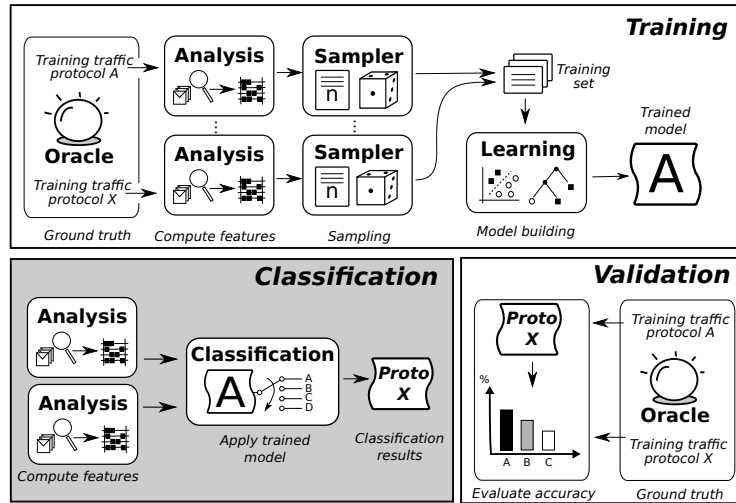 Training
Training traffic
protocol A
Oracle
Training traffic
protocol X
Ground truth
Analysis
Analysis
Compute features
Sampler
n
Sampler
n
Sampling
Training
set
Learning
Model building
Trained
model
A
Classification
Analysis
Analysis
Compute features
Classification
A
A
B
C
D
Apply trained
model
Proto
X
Classification
results
Validation
Proto
X
%
A B C
Evaluate accuracy
Training traffic
protocol A
Oracle
Training traffic
protocol X
Ground truth